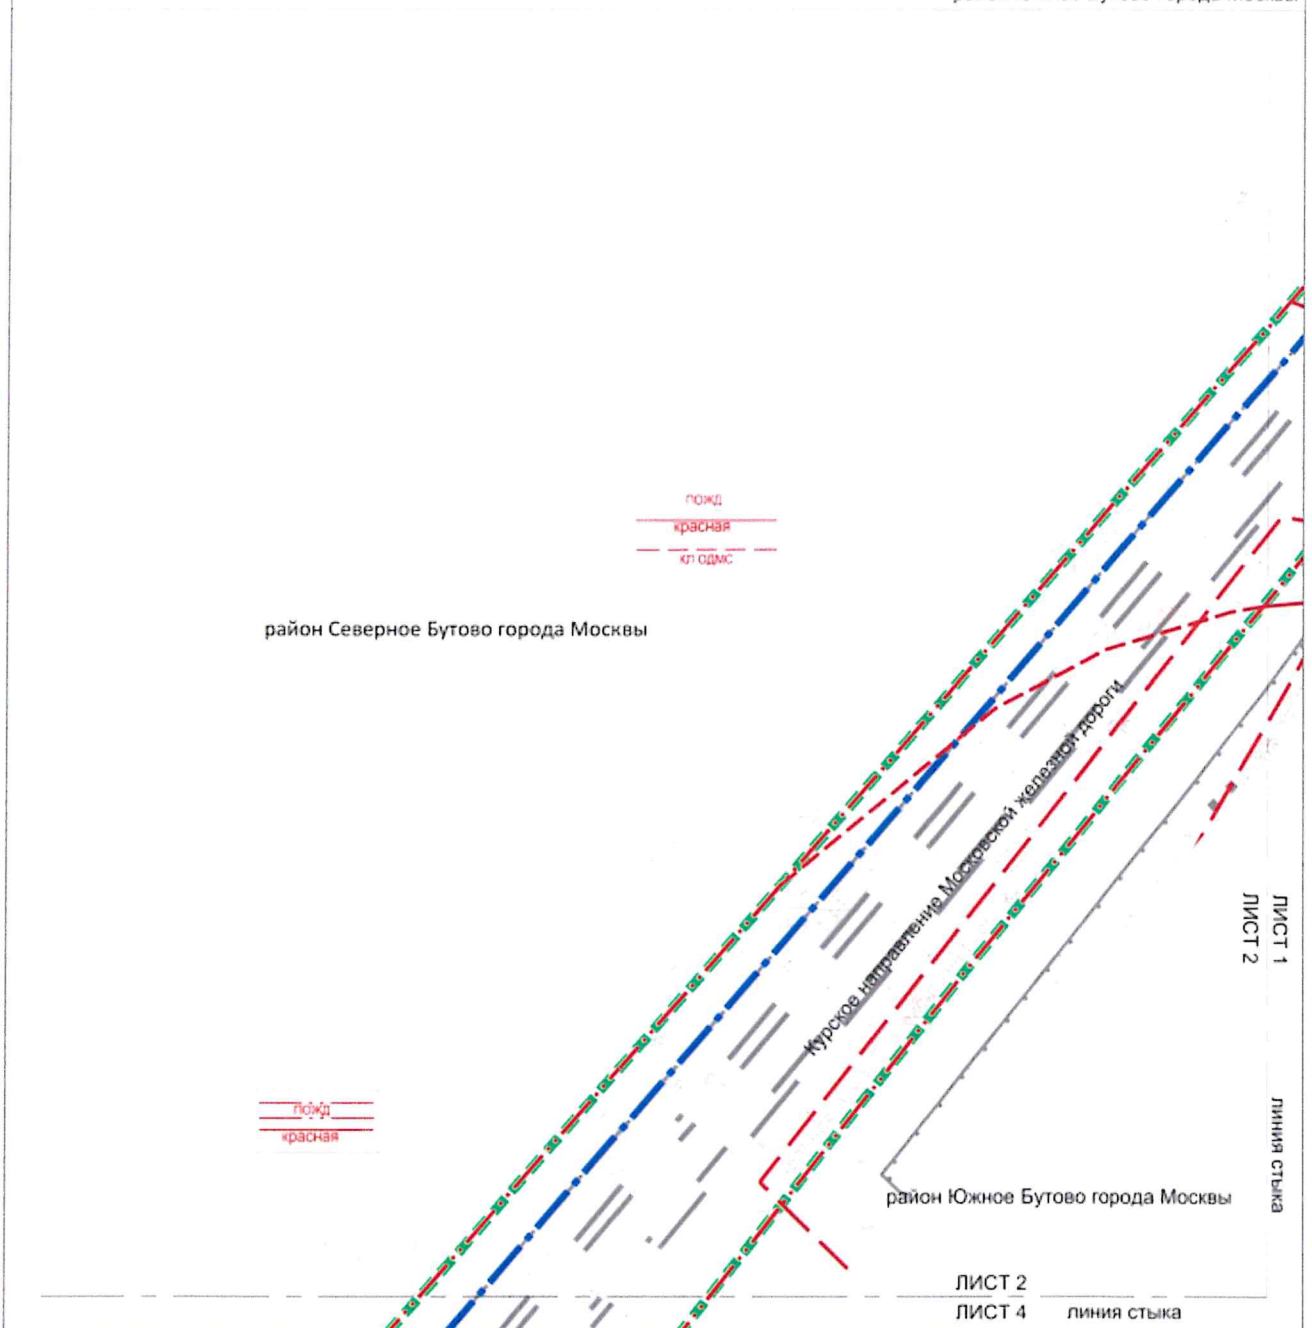 пожд
красная
кл одмс
район Северное Бутово города Москвы
Курское направление Московской железной дороги
ЛИСТ 1
ЛИСТ 2
линия стыка
пожд
красная
район Южное Бутово города Москвы
ЛИСТ 2
ЛИСТ 4 линия стыка